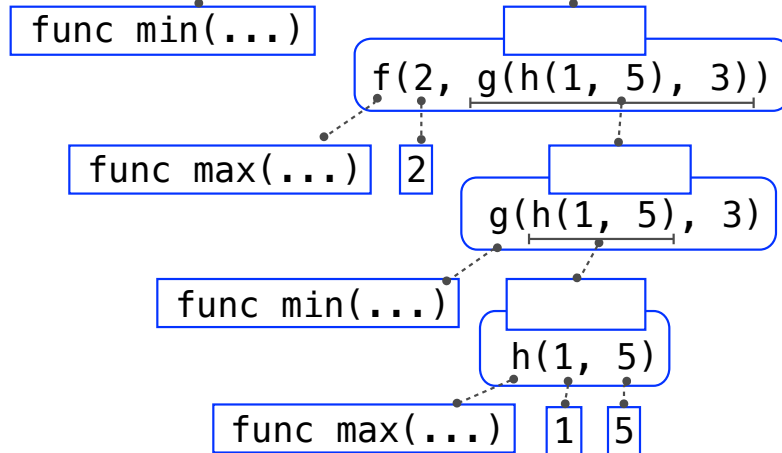 func min(...)
f(2, g(h(1, 5), 3))
func max(...)
2
g(h(1, 5), 3)
func min(...)
h(1, 5)
func max(...)
1
5